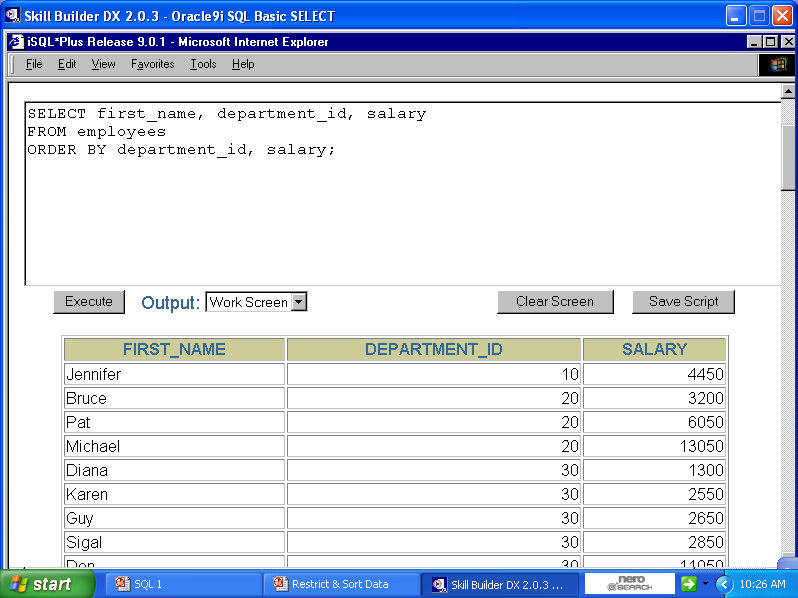 Skill Builder DX 2.0.3 - Oracle9i SQL Basic SELECT
iSQL*Plus Release 9.0.1 - Microsoft Internet Explorer
File Edit View Favorites Tools Help
SELECT first_name, department_id, salary
FROM employees
ORDER BY department_id, salary;
Execute Output: Work Screen Clear Screen Save Script
FIRST_NAME DEPARTMENT_ID SALARY
Jennifer 10 4450
Bruce 20 3200
Pat 20 6050
Michael 20 13050
Diana 30 1300
Karen 30 2550
Guy 30 2650
Sigal 30 2850
Den 30 11050
start SQL 1 Restrict & Sort Data Skill Builder DX 2.0.3 ... nero SEARCH 10:26 AM